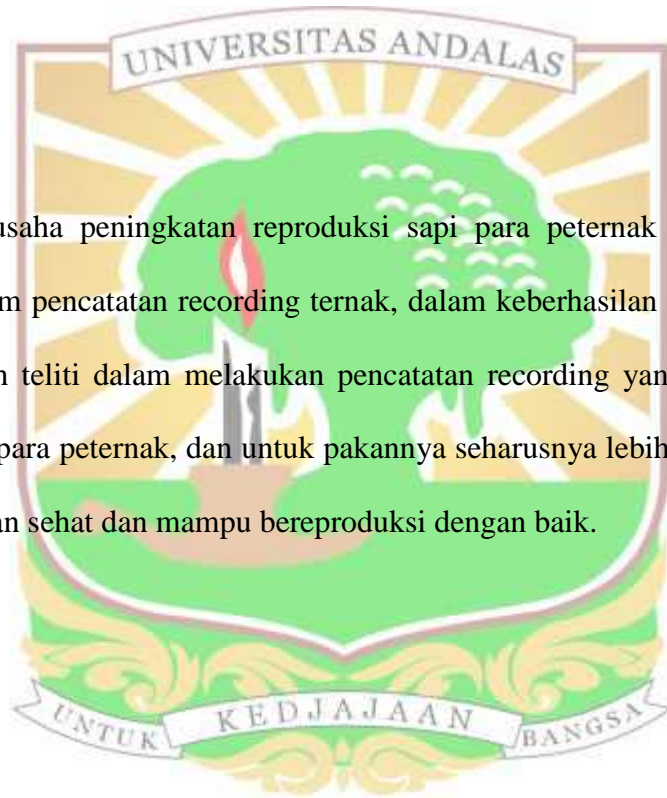 UNIVERSITAS ANDALAS
usaha peningkatan reproduksi sapi para peternak
m pencatatan recording ternak, dalam keberhasilan
n teliti dalam melakukan pencatatan recording yan
para peternak, dan untuk pakannya seharusnya lebih
an sehat dan mampu bereproduksi dengan baik.
UNTUK KEDJAJAAN BANGSA